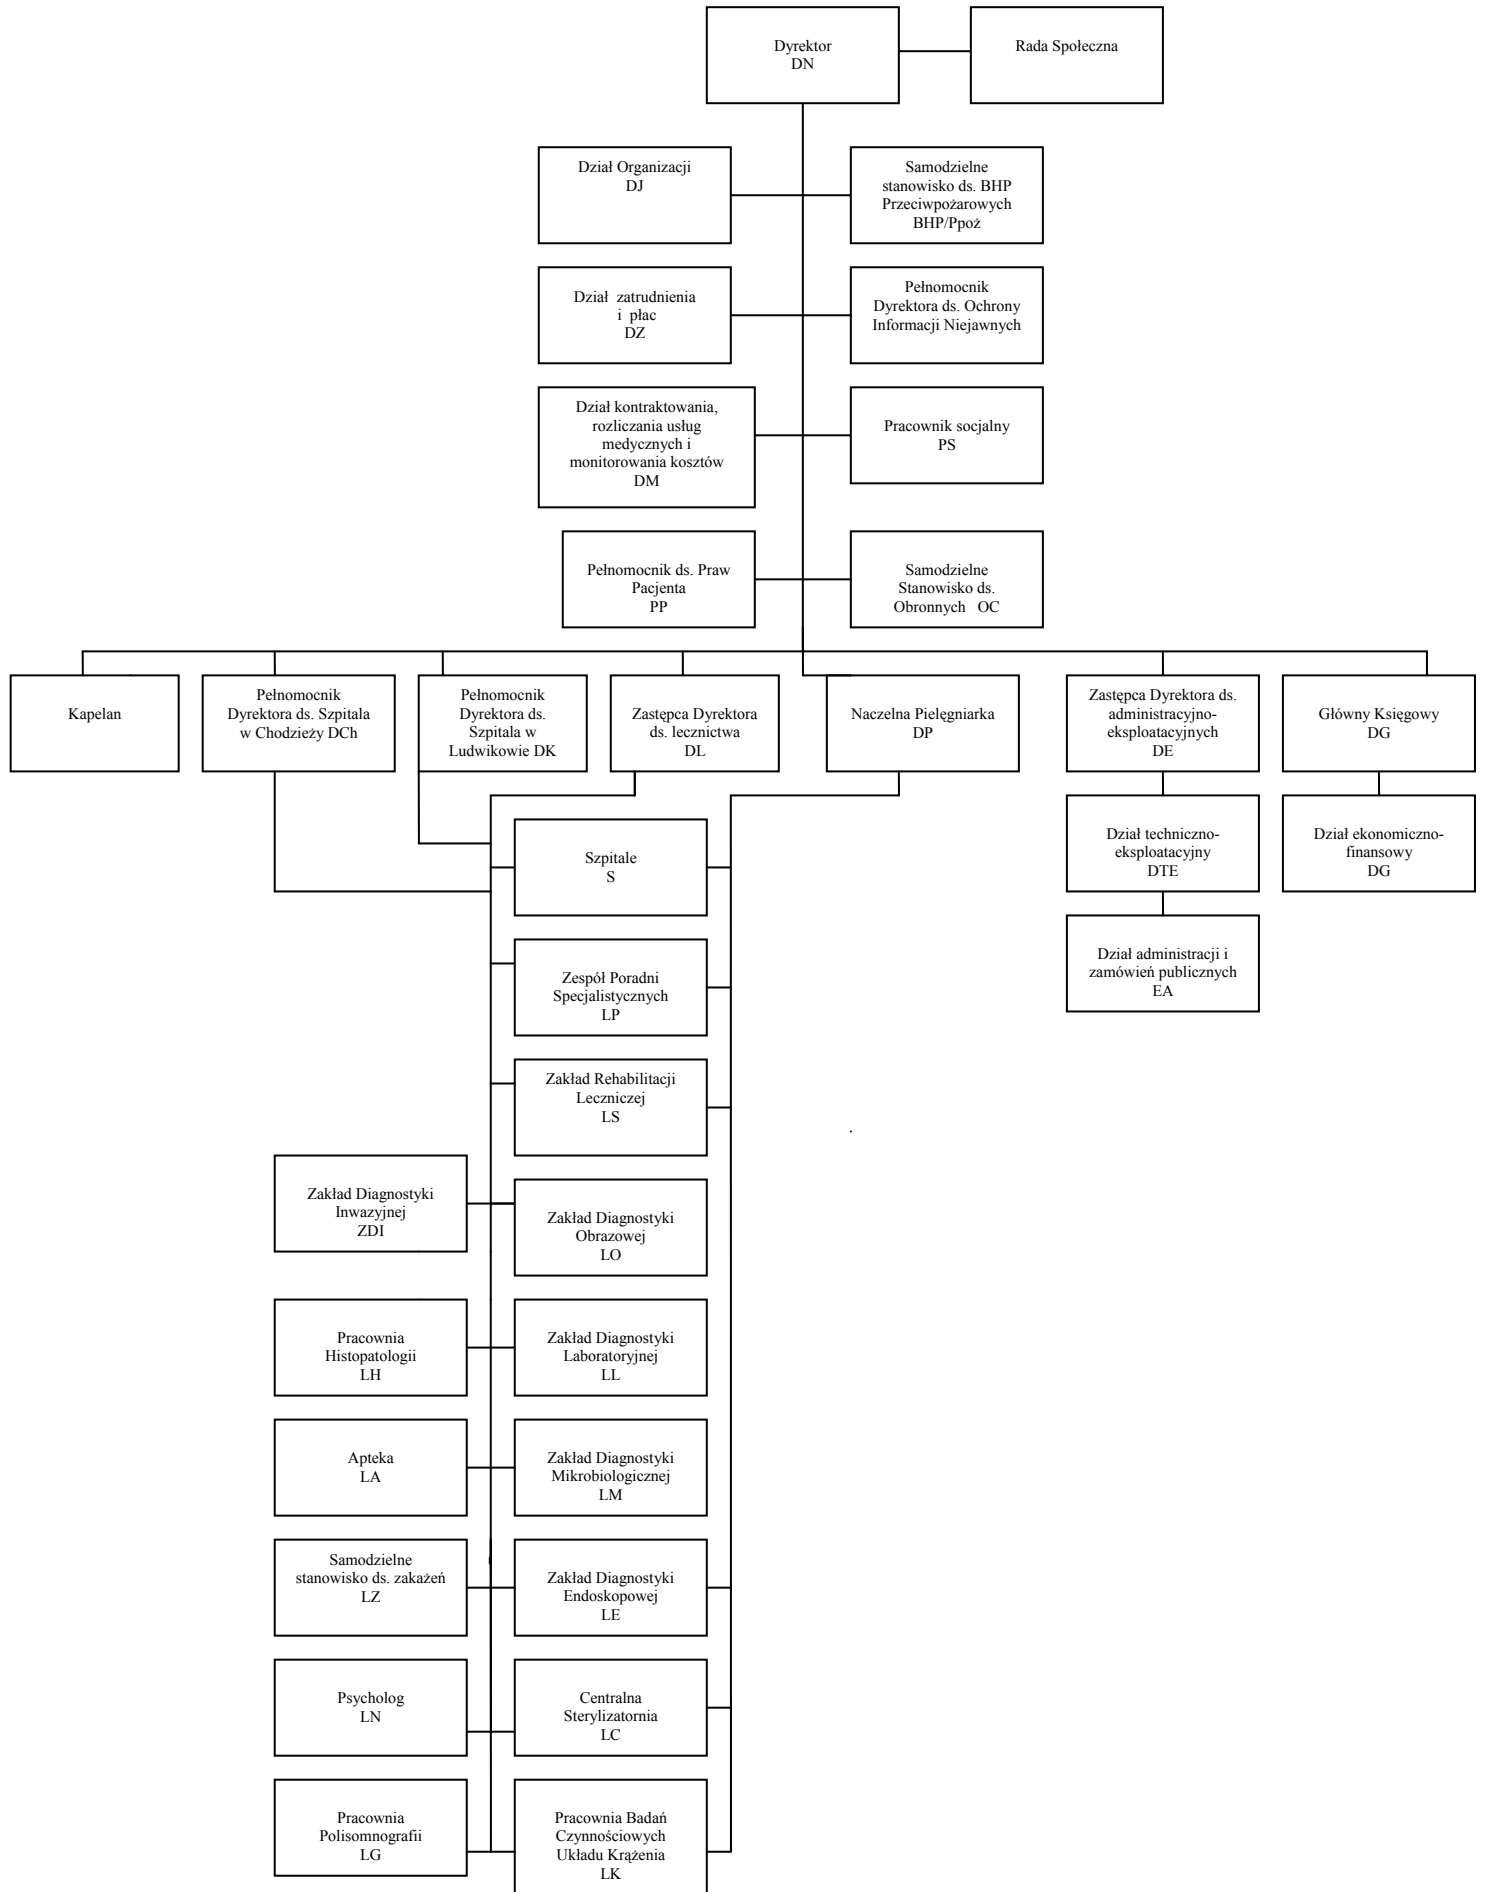 Dyrektor
DN
Rada Społeczna
Dział Organizacji
DJ
Samodzielne
stanowisko ds. BHP
Przeciwpożarowych
BHP/Ppoż
Dział zatrudnienia
i płac
DZ
Pełnomocnik
Dyrektora ds. Ochrony
Informacji Niejawnych
Dział kontraktowania,
rozliczania usług
medycznych i
monitorowania kosztów
DM
Pracownik socjalny
PS
Pełnomocnik ds. Praw
Pacjenta
PP
Samodzielne
Stanowisko ds.
Obronnych OC
Kapelan
Pełnomocnik
Dyrektora ds. Szpitala
w Chodzieży DCh
Pełnomocnik
Dyrektora ds.
Szpitala w
Ludwikowie DK
Zastępca Dyrektora
ds. lecznictwa
DL
Naczelna Pielęgniarka
DP
Zastępca Dyrektora ds.
administracyjno-
eksploatacyjnych
DE
Główny Księgowy
DG
Szpitale
S
Dział techniczno-
eksploatacyjny
DTE
Dział ekonomiczno-
finansowy
DG
Zespół Poradni
Specjalistycznych
LP
Dział administracji i
zamówień publicznych
EA
Zakład Rehabilitacji
Leczniczej
LS
.
Zakład Diagnostyki
Inwazyjnej
ZDI
Zakład Diagnostyki
Obrazowej
LO
Pracownia
Histopatologii
LH
Zakład Diagnostyki
Laboratoryjnej
LL
Apteka
LA
Zakład Diagnostyki
Mikrobiologicznej
LM
Samodzielne
stanowisko ds. zakażeń
LZ
Zakład Diagnostyki
Endoskopowej
LE
Psycholog
LN
Centralna
Sterylizatornia
LC
Pracownia
Polisomnografii
LG
Pracownia Badań
Czynnościowych
Układu Krążenia
LK